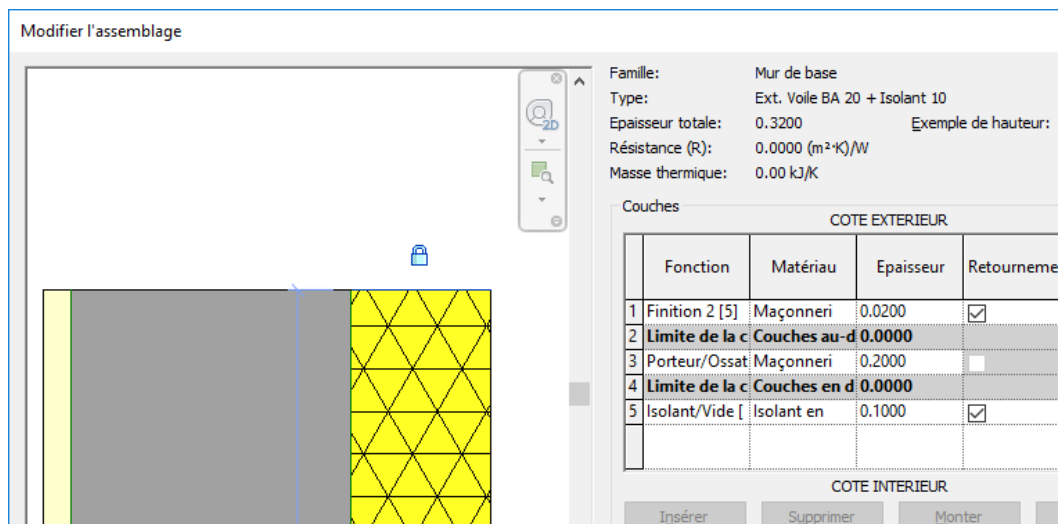 Modifier l'assemblage
2D
Famille: Mur de base
Type: Ext. Voile BA 20 + Isolant 10
Epaisseur totale: 0.3200 Exemple de hauteur:
Résistance (R): 0.0000 (m²·K)/W
Masse thermique: 0.00 kJ/K
Couches
COTE EXTERIEUR
Fonction Matériau Epaisseur Retourneme
1 Finition 2 [5] Maçonneri 0.0200
2 Limite de la c Couches au-d 0.0000
3 Porteur/Ossat Maçonneri 0.2000
4 Limite de la c Couches en d 0.0000
5 Isolant/Vide [ Isolant en 0.1000
COTE INTERIEUR
Insérer Supprimer Monter